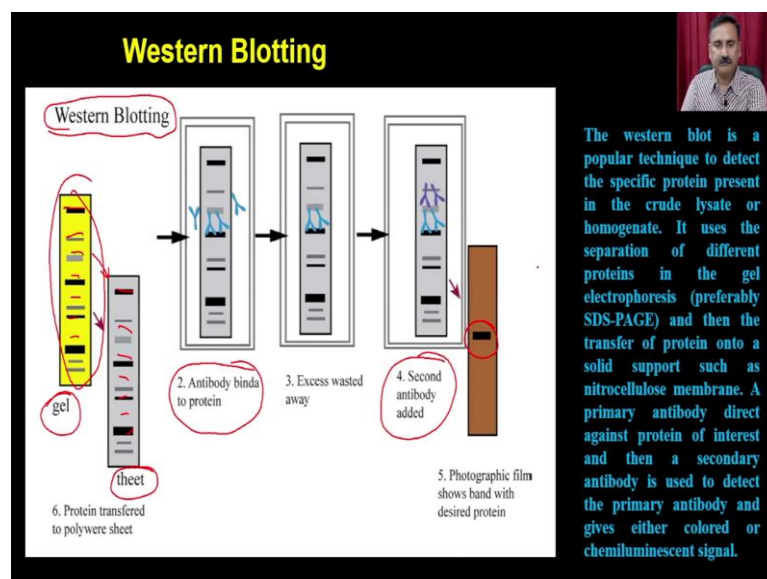 Western Blotting
Western Blotting
gel
theet
6. Protein transfered
to polywere sheet
2. Antibody binda
to protein
3. Excess wasted
away
4. Second
antibody
added
5. Photographic film
shows band with
desired protein
The western blot is a
popular technique to detect
the specific protein present
in the crude lysate or
homogenate. It uses the
separation of different
proteins in the gel
electrophoresis (preferably
SDS-PAGE) and then the
transfer of protein onto a
solid support such as
nitrocellulose membrane. A
primary antibody direct
against protein of interest
and then a secondary
antibody is used to detect
the primary antibody and
gives either colored or
chemiluminescent signal.